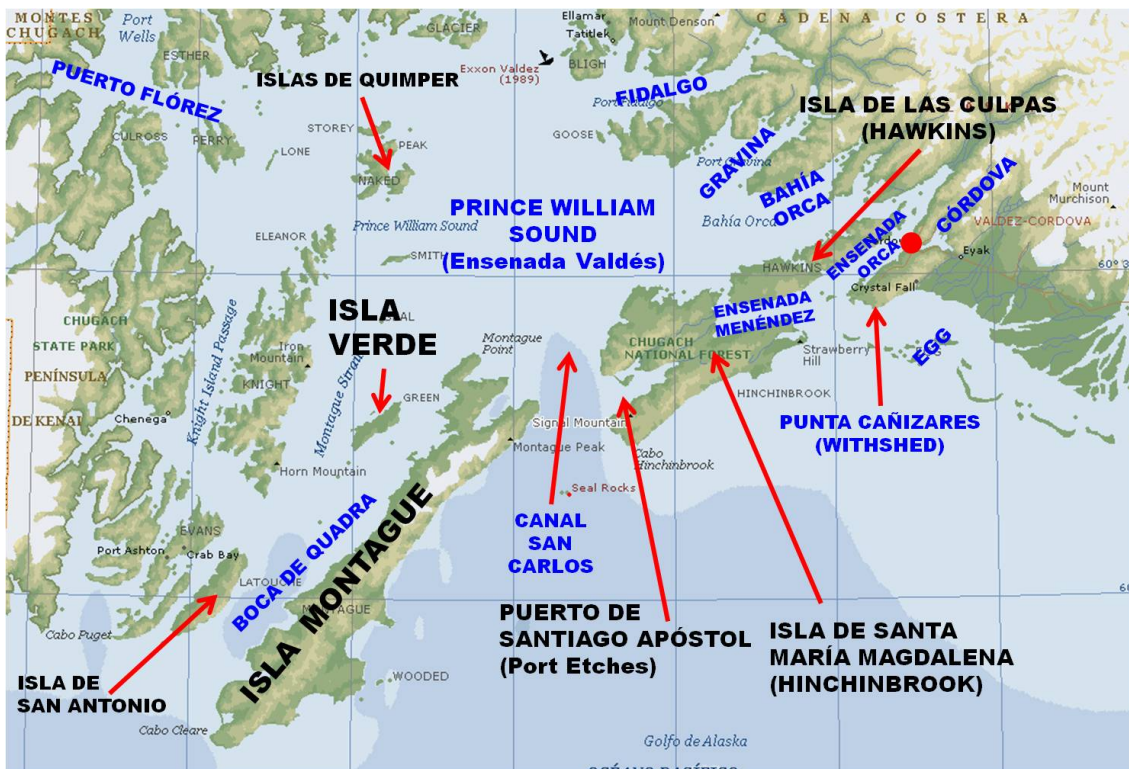 MONTES
CHUGACH
Port
Wells
ESTHER
GLACIER
Ellamar
Tatitlek
Mount Denson
CADENA COSTERA
PUERTO FLÓREZ
ISLAS DE QUIMPER
Exxon Valdez
(1989)
BLIGH
FIDALGO
Port Fidalgo
ISLA DE LAS CULPAS
(HAWKINS)
CULROSS
PERRY
STOREY
PEAK
LONE
NAKED
GOOSE
GRAVINA
Port Gravina
BAHÍA
ORCA
Bahía Orca
CÓRDOVA
Mount
Murchison
VALDEZ-CÓRDOVA
PRINCE WILLIAM
SOUND
(Ensenada Valdés)
Prince William Sound
ELEANOR
SMITH
HAWKINS
ENSENADA
ORCA
Eyak
Crystal Fall
60° 3
ISLA
VERDE
SEAL
ENSENADA
MENÉNDEZ
EGG
CHUGACH
STATE PARK
Knight Island Passage
Iron
Mountain
KNIGHT
Montague Strait
Montague
Point
CHUGACH
NATIONAL FOREST
Strawberry
Hill
HINCHINBROOK
PENÍNSULA
DE KENAI
Chenega
GREEN
Signal Mountain
Montague Peak
Cabo
Hinchinbrook
PUNTA CAÑIZARES
(WITHSHED)
Horn Mountain
Seal Rocks
BOCA DE QUADRA
ISLA MONTAGUE
CANAL
SAN
CARLOS
EVANS
Port Ashton
Crab Bay
LATOUCHE
MONTAGUE
60
Cabo Puget
PUERTO DE
SANTIAGO APÓSTOL
(Port Etches)
ISLA DE SANTA
MARÍA MAGDALENA
(HINCHINBROOK)
ISLA DE
SAN ANTONIO
WOODED
Cabo Cleare
Golfo de Alaska
OCÉANO PACÍFICO